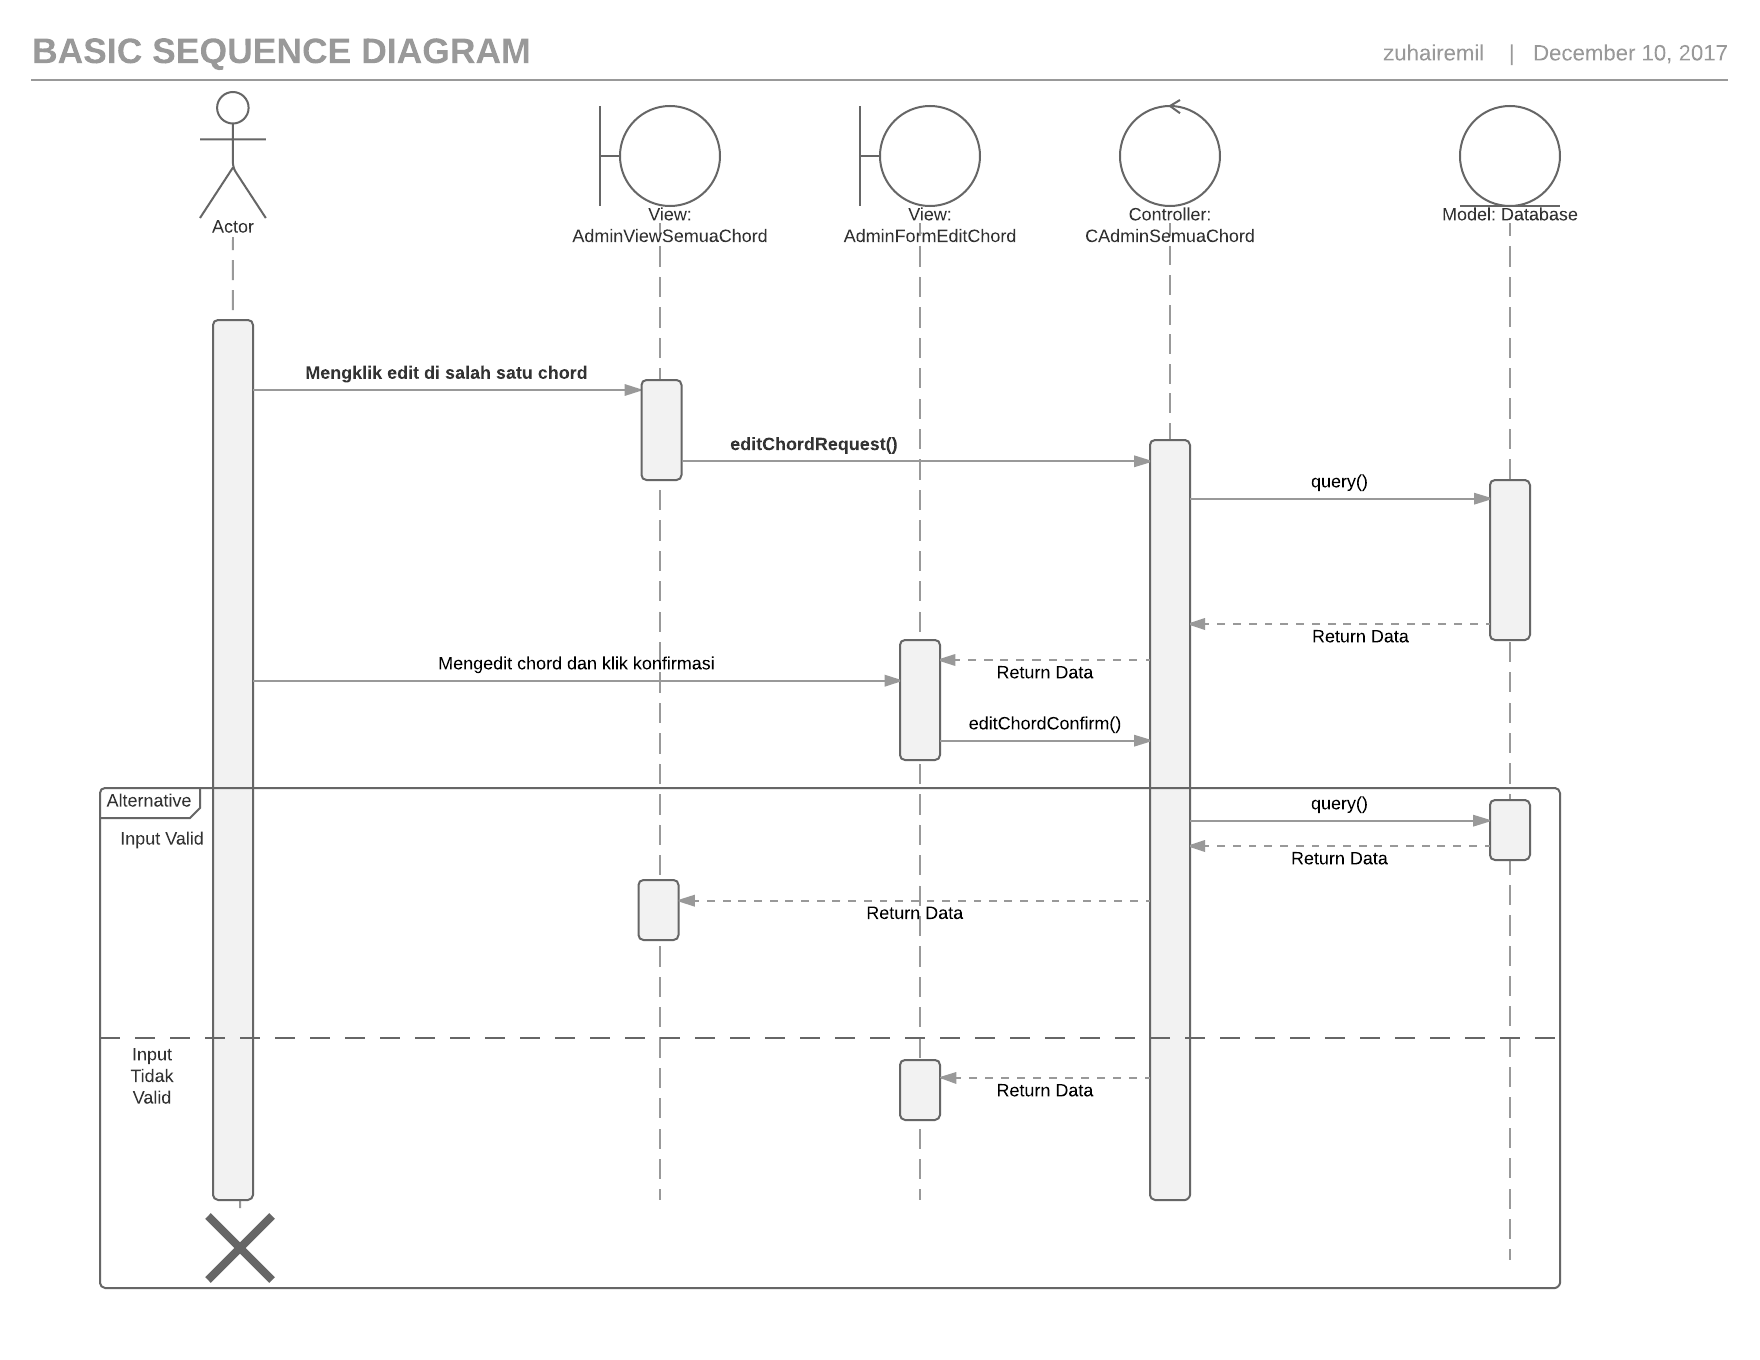 BASIC SEQUENCE DIAGRAM
zuhairemil | December 10, 2017
Actor
View:
AdminViewSemuaChord
View:
AdminFormEditChord
Controller:
CAdminSemuaChord
Model: Database
Mengklik edit di salah satu chord
editChordRequest()
query()
Return Data
Mengedit chord dan klik konfirmasi
Return Data
editChordConfirm()
Alternative
query()
Input Valid
Return Data
Return Data
Input
Tidak
Valid
Return Data